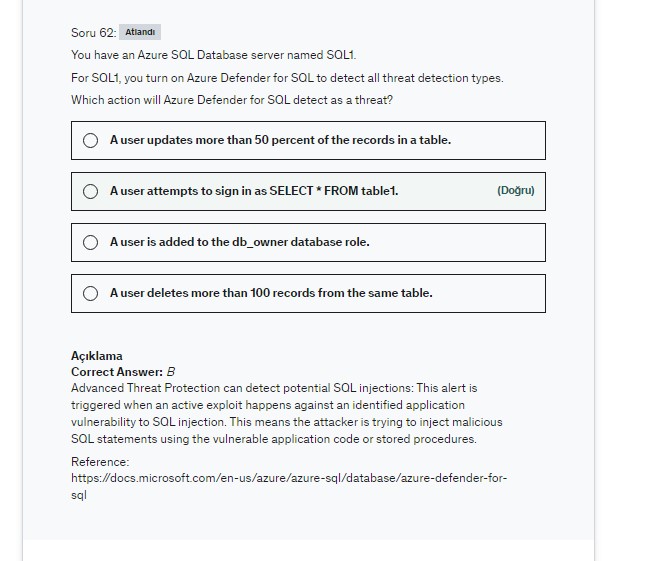 Soru 62: Atlandı
You have an Azure SQL Database server named SQL1.
For SQL1, you turn on Azure Defender for SQL to detect all threat detection types.
Which action will Azure Defender for SQL detect as a threat?
A user updates more than 50 percent of the records in a table.
A user attempts to sign in as SELECT * FROM table1. (Doğru)
A user is added to the db_owner database role.
A user deletes more than 100 records from the same table.
Açıklama
Correct Answer: B
Advanced Threat Protection can detect potential SQL injections: This alert is
triggered when an active exploit happens against an identified application
vulnerability to SQL injection. This means the attacker is trying to inject malicious
SQL statements using the vulnerable application code or stored procedures.
Reference:
https://docs.microsoft.com/en-us/azure/azure-sql/database/azure-defender-for-
sql